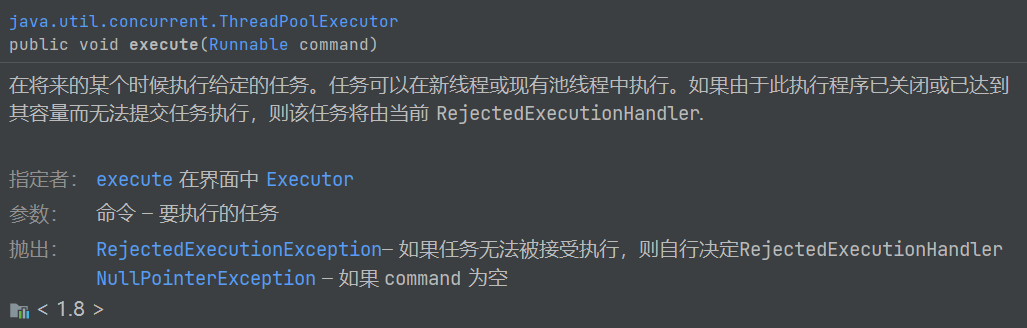 java.util.concurrent.ThreadPoolExecutor
public void execute(Runnable command)
在将来的某个时候执行给定的任务。任务可以在新线程或现有池线程中执行。如果由于此执行程序已关闭或已达到
其容量而无法提交任务执行，则该任务将由当前 RejectedExecutionHandler.
指定者： execute 在界面中 Executor
参数： 命令 – 要执行的任务
抛出： RejectedExecutionException– 如果任务无法被接受执行，则自行决定RejectedExecutionHandler
NullPointerException – 如果 command 为空
< 1.8 >